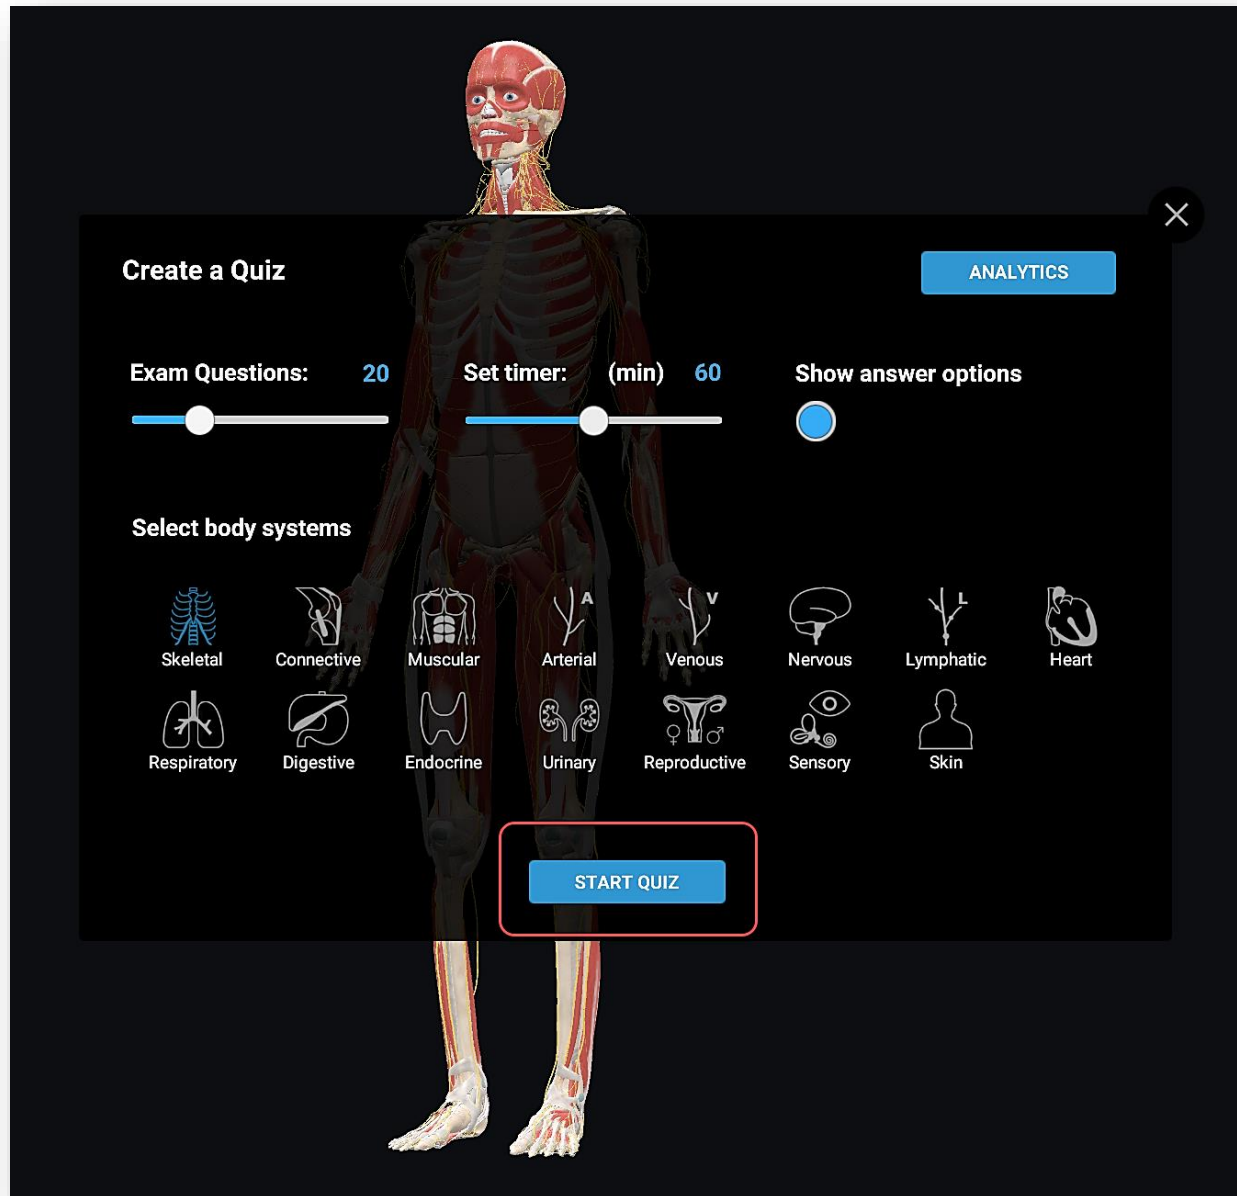 Create a Quiz
ANALYTICS
Exam Questions: 20
Set timer: (min) 60
Show answer options
Select body systems
A
V
L
Skeletal Connective Muscular Arterial Venous Nervous Lymphatic Heart
Respiratory Digestive Endocrine Urinary Reproductive Sensory Skin
START QUIZ